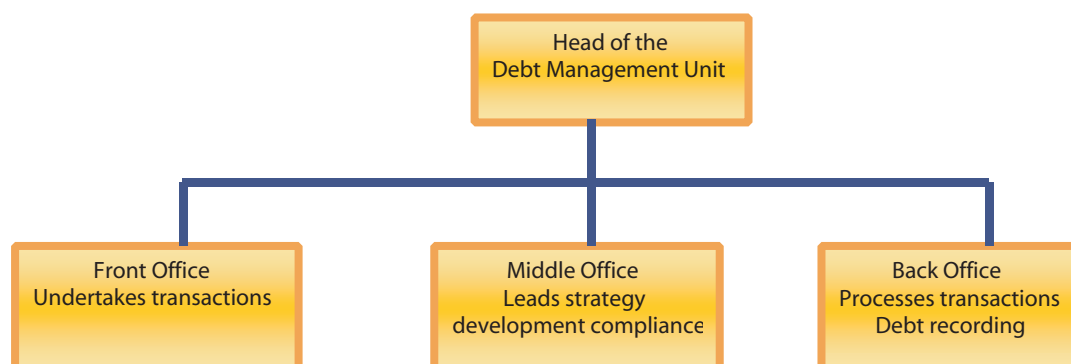 Head of the
Debt Management Unit
Front Office
Undertakes transactions
Middle Office
Leads strategy
development compliance
Back Office
Processes transactions
Debt recording